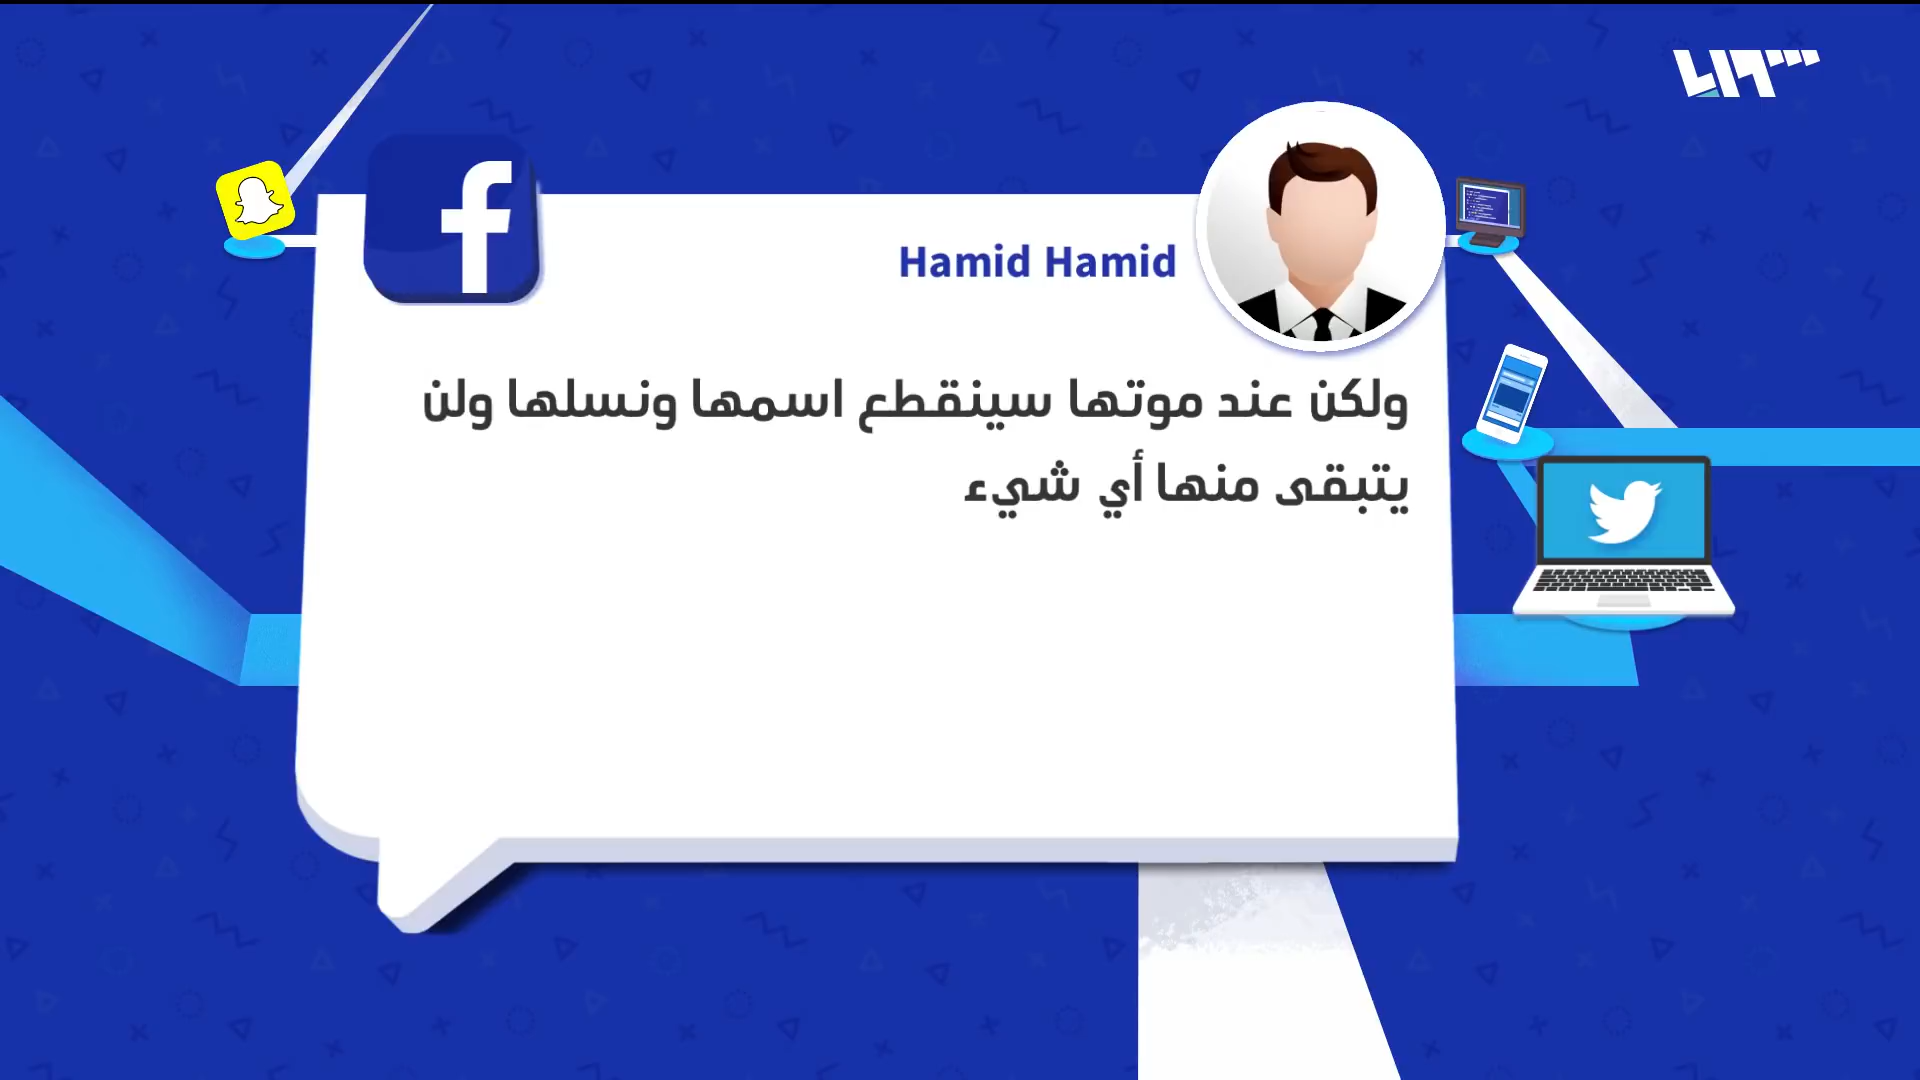 Hamid Hamid
ولكن عند موتها سينقطع اسمها ونسلها ولن
يتبقى منها أي شيء